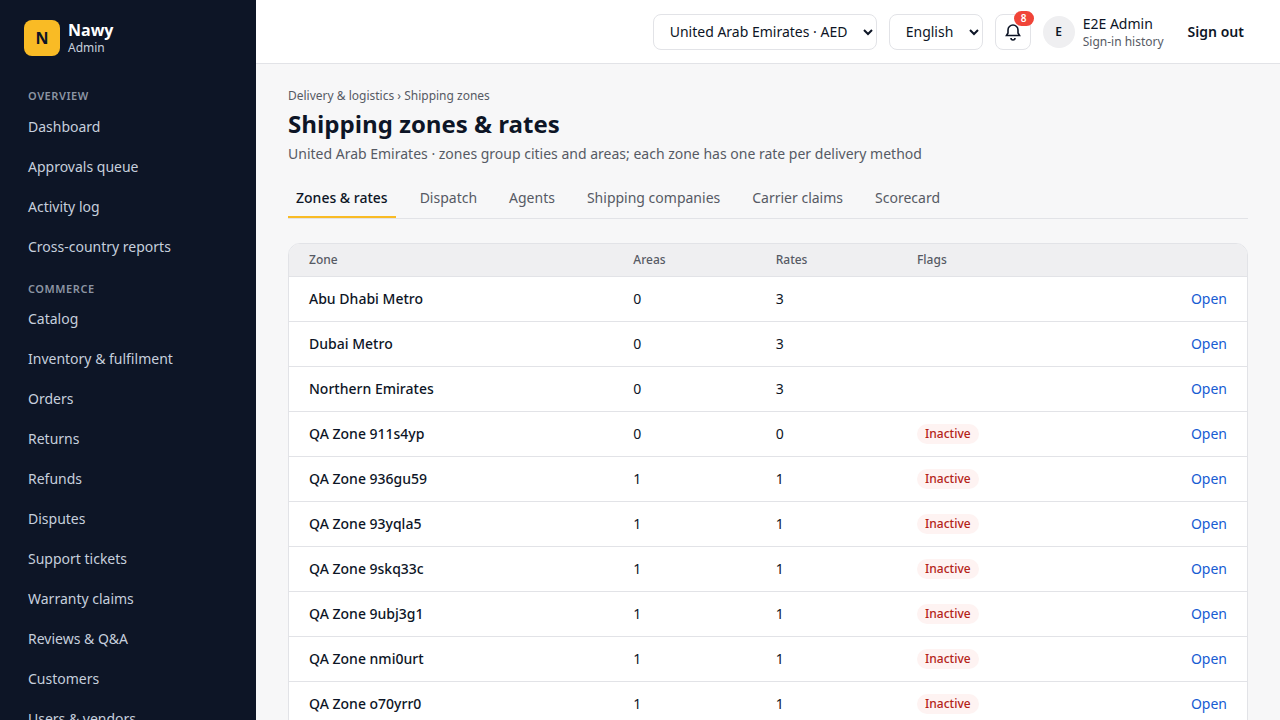 N
Nawy
Admin
United Arab Emirates · AED
English
8
E
E2E Admin
Sign-in history
Sign out
OVERVIEW
Dashboard
Approvals queue
Activity log
Cross-country reports
COMMERCE
Catalog
Inventory & fulfilment
Orders
Returns
Refunds
Disputes
Support tickets
Warranty claims
Reviews & Q&A
Customers
Users & vendors
Delivery & logistics › Shipping zones
Shipping zones & rates
United Arab Emirates · zones group cities and areas; each zone has one rate per delivery method
Zones & rates Dispatch Agents Shipping companies Carrier claims Scorecard
Zone Areas Rates Flags
Abu Dhabi Metro 0 3 Open
Dubai Metro 0 3 Open
Northern Emirates 0 3 Open
QA Zone 911s4yp 0 0 Inactive Open
QA Zone 936gu59 1 1 Inactive Open
QA Zone 93yqla5 1 1 Inactive Open
QA Zone 9skq33c 1 1 Inactive Open
QA Zone 9ubj3g1 1 1 Inactive Open
QA Zone nmi0urt 1 1 Inactive Open
QA Zone o70yrr0 1 1 Inactive Open